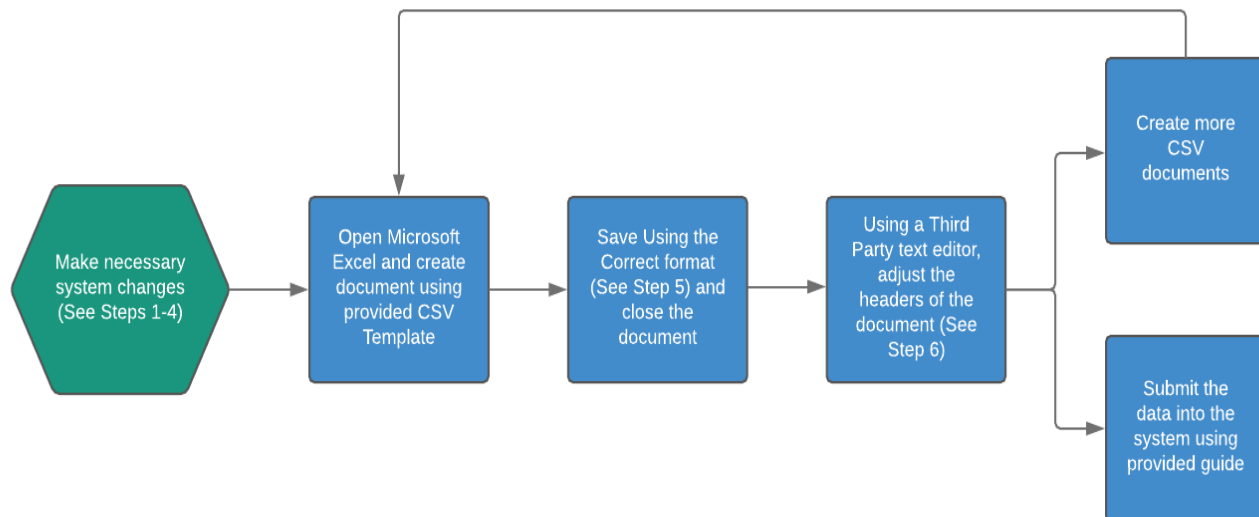 Make necessary
system changes
(See Steps 1-4)
Open Microsoft
Excel and create
document using
provided CSV
Template
Save Using the
Correct format
(See Step 5) and
close the
document
Using a Third
Party text editor,
adjust the
headers of the
document (See
Step 6)
Create more
CSV
documents
Submit the
data into the
system using
provided guide